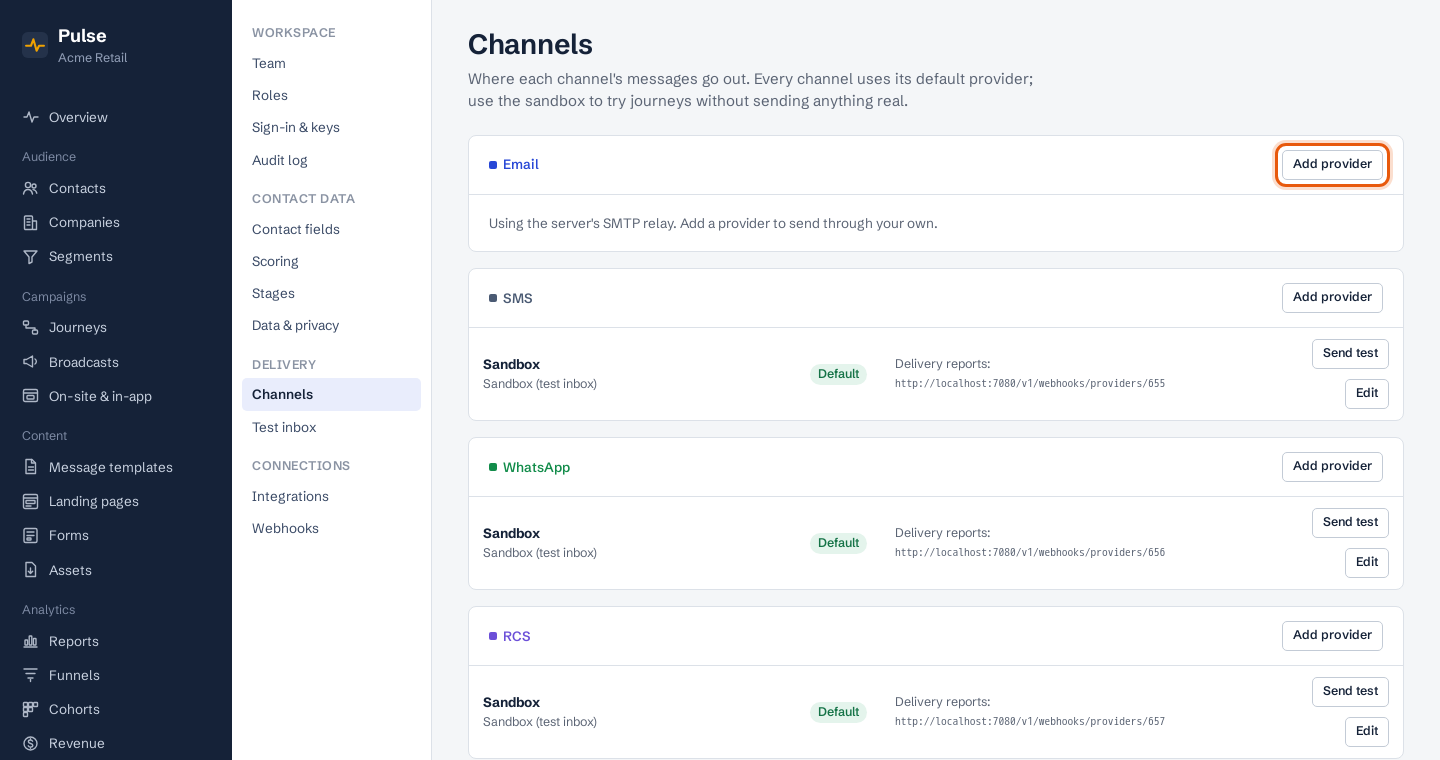 Pulse
Acme Retail
Overview
Audience
Contacts
Companies
Segments
Campaigns
Journeys
Broadcasts
On-site & in-app
Content
Message templates
Landing pages
Forms
Assets
Analytics
Reports
Funnels
Cohorts
Revenue
WORKSPACE
Team
Roles
Sign-in & keys
Audit log
CONTACT DATA
Contact fields
Scoring
Stages
Data & privacy
DELIVERY
Channels
Test inbox
CONNECTIONS
Integrations
Webhooks
Channels
Where each channel's messages go out. Every channel uses its default provider;
use the sandbox to try journeys without sending anything real.
Email
Add provider
Using the server's SMTP relay. Add a provider to send through your own.
SMS
Add provider
Sandbox
Sandbox (test inbox)
Default
Delivery reports:
http://localhost:7080/v1/webhooks/providers/655
Send test
Edit
WhatsApp
Add provider
Sandbox
Sandbox (test inbox)
Default
Delivery reports:
http://localhost:7080/v1/webhooks/providers/656
Send test
Edit
RCS
Add provider
Sandbox
Sandbox (test inbox)
Default
Delivery reports:
http://localhost:7080/v1/webhooks/providers/657
Send test
Edit